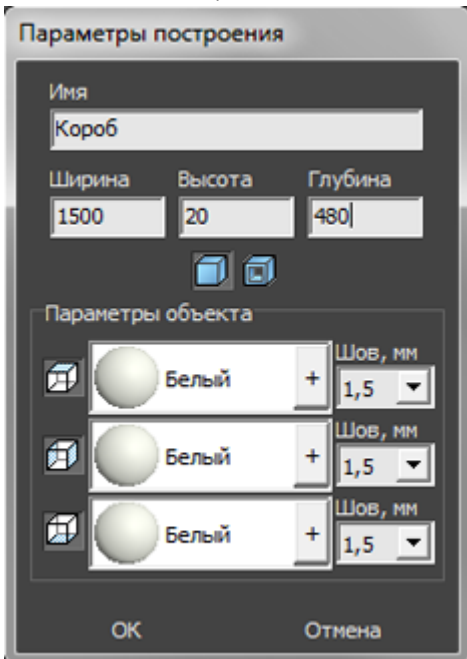 Параметры построения
Имя
Короб
Ширина Высота Глубина
1500 20 480
Параметры объекта
Шов, мм
Белый + 1,5
Шов, мм
Белый + 1,5
Шов, мм
Белый + 1,5
ОК Отмена